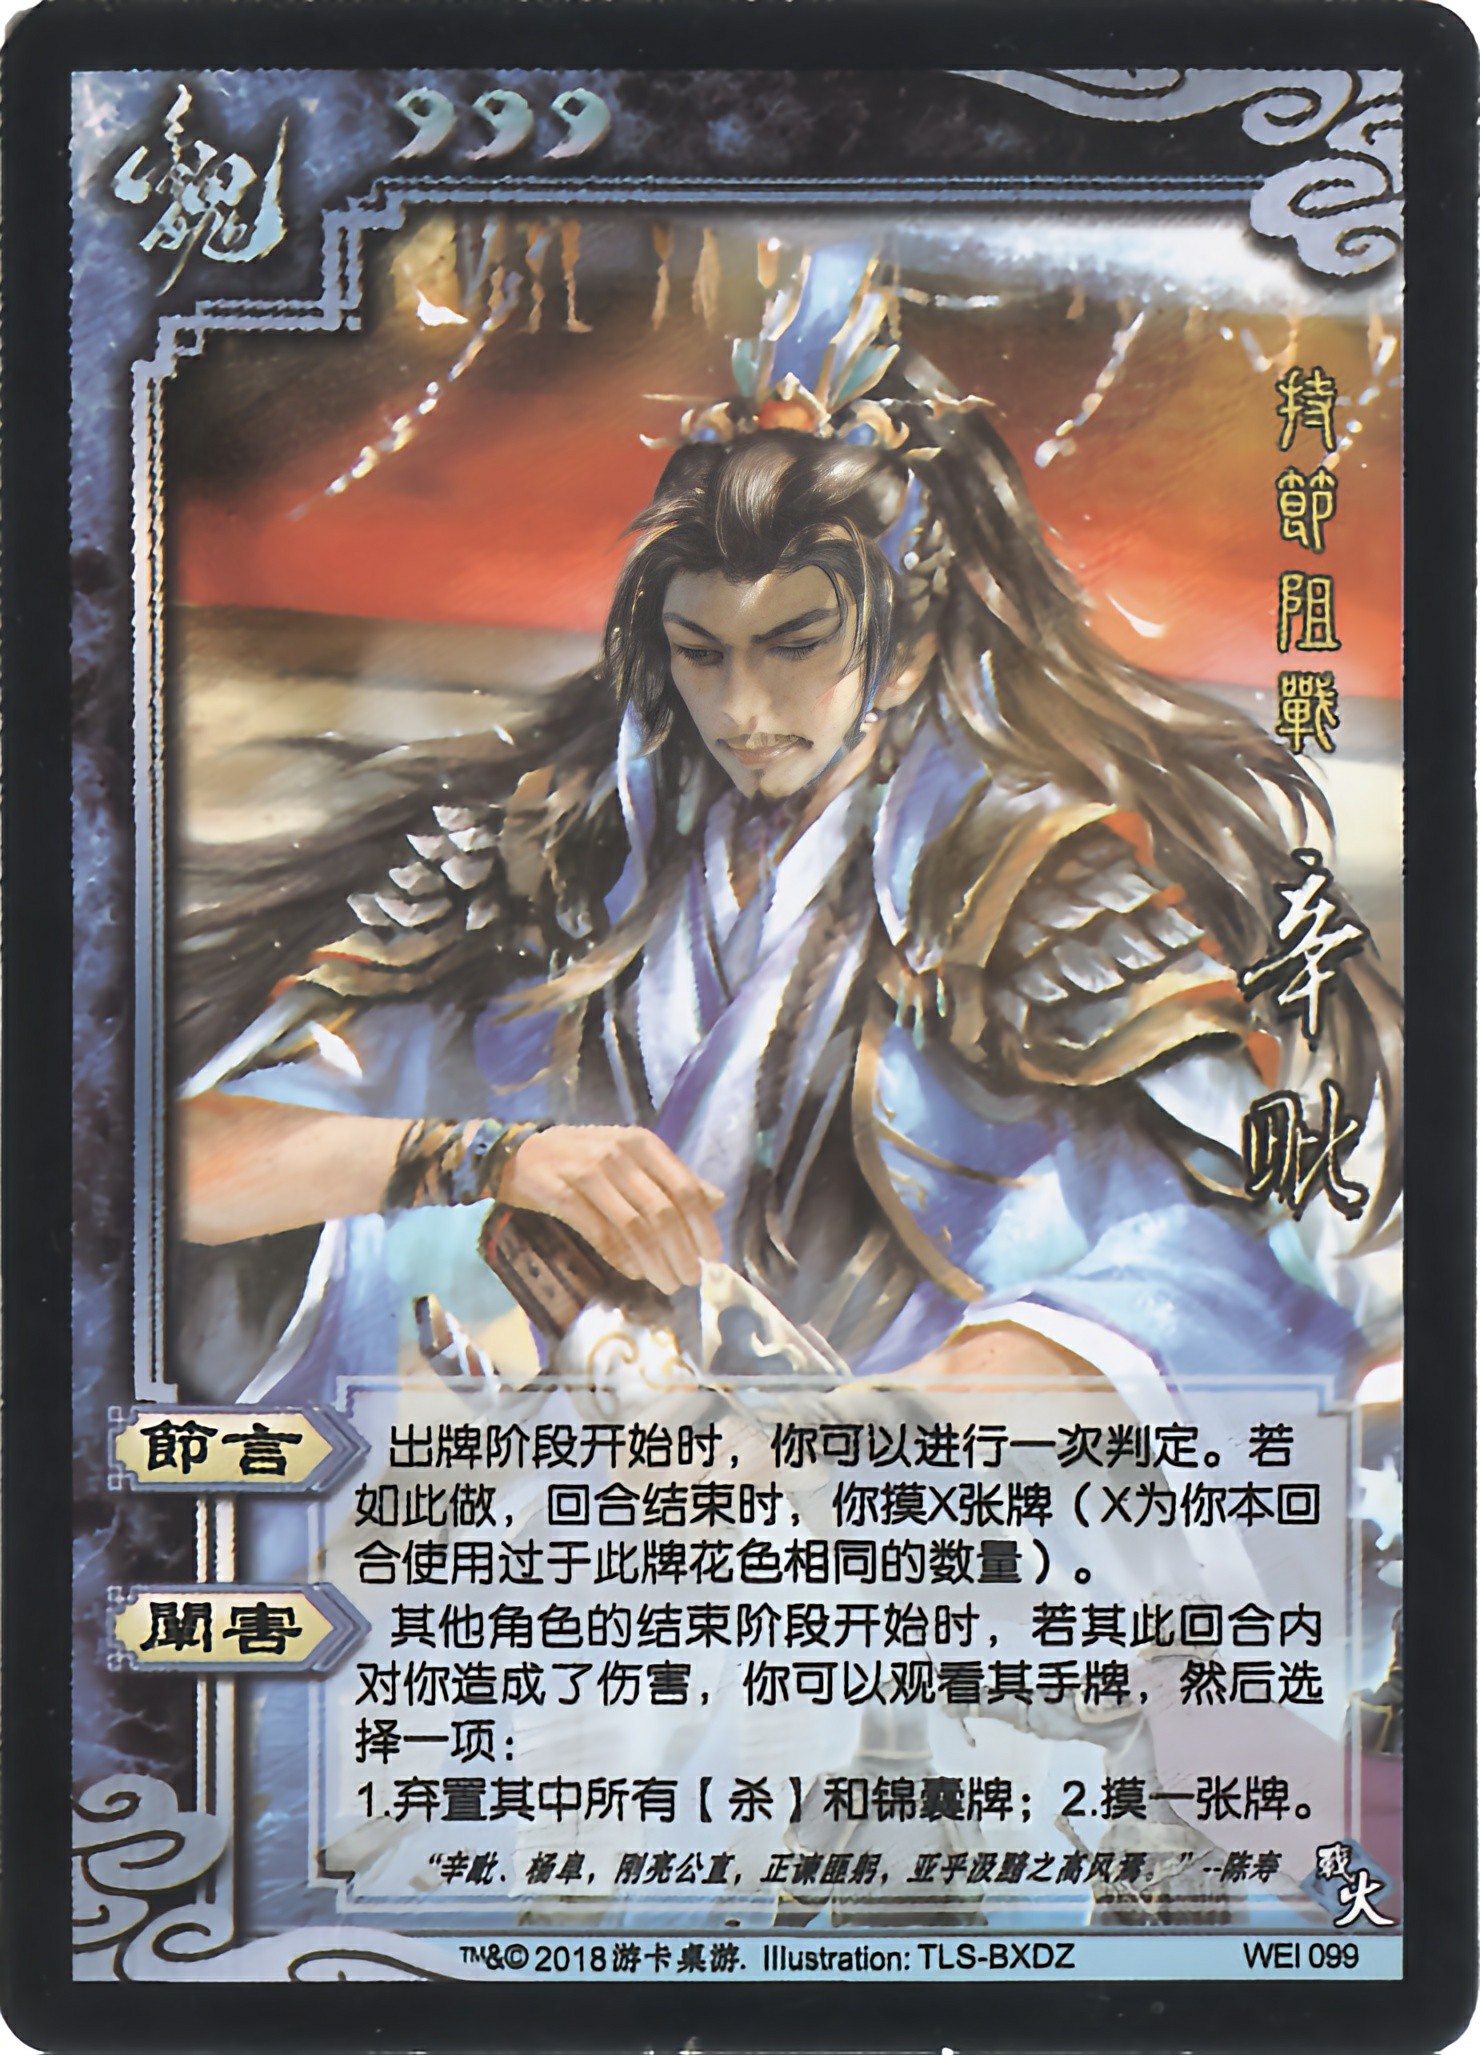 魏
持節阻戰
辛毗
節言
出牌阶段开始时，你可以进行一次判定。若
如此做，回合结束时，你摸X张牌（X为你本回
合使用过于此牌花色相同的数量）。
闈害
其他角色的结束阶段开始时，若其此回合内
对你造成了伤害，你可以观看其手牌，然后选
择一项：
1.弃置其中所有【杀】和锦囊牌；2.摸一张牌。
“辛毗、杨阜，刚亮公直，正谏匪躬，亚乎汲黯之高风焉。”--陈寿
战火
™&© 2018游卡桌游. Illustration: TLS-BXDZ
WEI 099